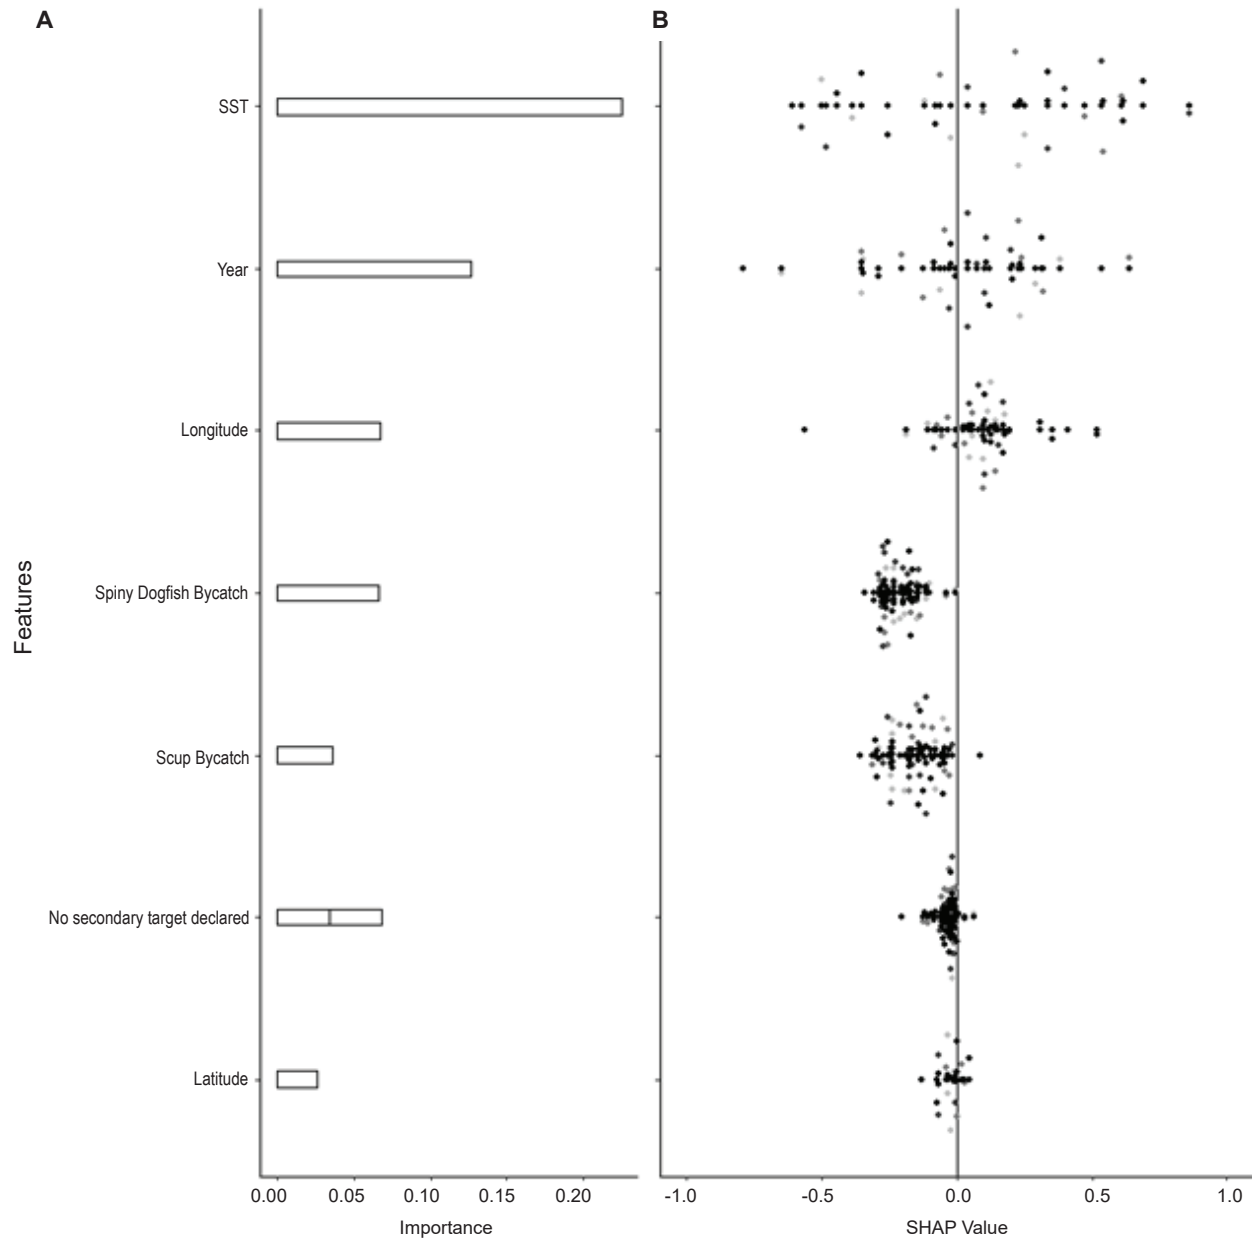 A
B
SST
Year
Longitude
Spiny Dogfish Bycatch
Scup Bycatch
No secondary target declared
Latitude
Features
0.00 0.05 0.10 0.15 0.20
Importance
-1.0 -0.5 0.0 0.5 1.0
SHAP Value